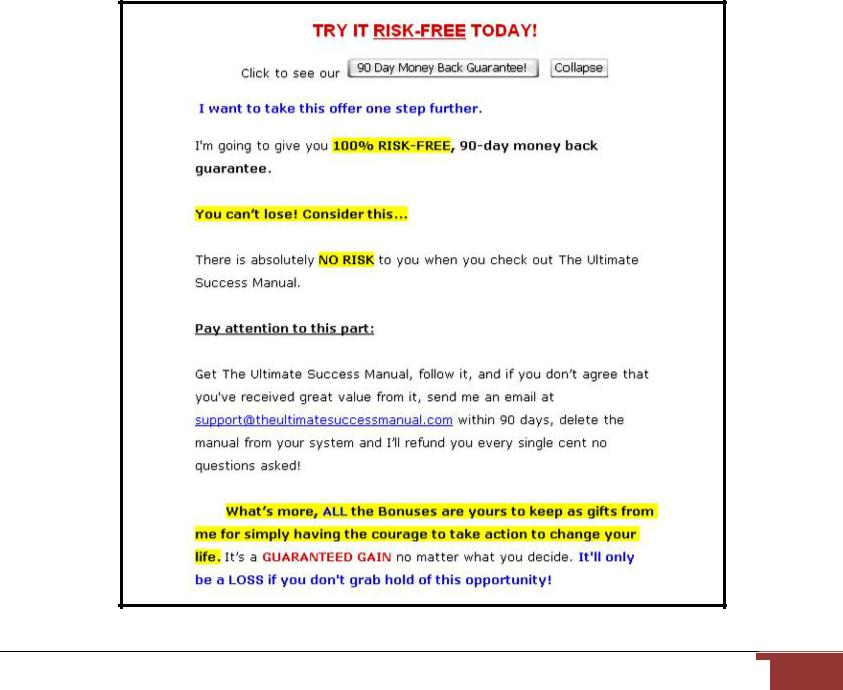 TRY IT RISK-FREE TODAY!
Click to see our 90 Day Money Back Guarantee! Collapse
I want to take this offer one step further.
I'm going to give you 100% RISK-FREE, 90-day money back
guarantee.
You can't lose! Consider this...
There is absolutely NO RISK to you when you check out The Ultimate
Success Manual.
Pay attention to this part:
Get The Ultimate Success Manual, follow it, and if you don't agree that
you've received great value from it, send me an email at
support@theultimatesuccessmanual.com within 90 days, delete the
manual from your system and I'll refund you every single cent no
questions asked!
What's more, ALL the Bonuses are yours to keep as gifts from
me for simply having the courage to take action to change your
life. It's a GUARANTEED GAIN no matter what you decide. It'll only
be a LOSS if you don't grab hold of this opportunity!